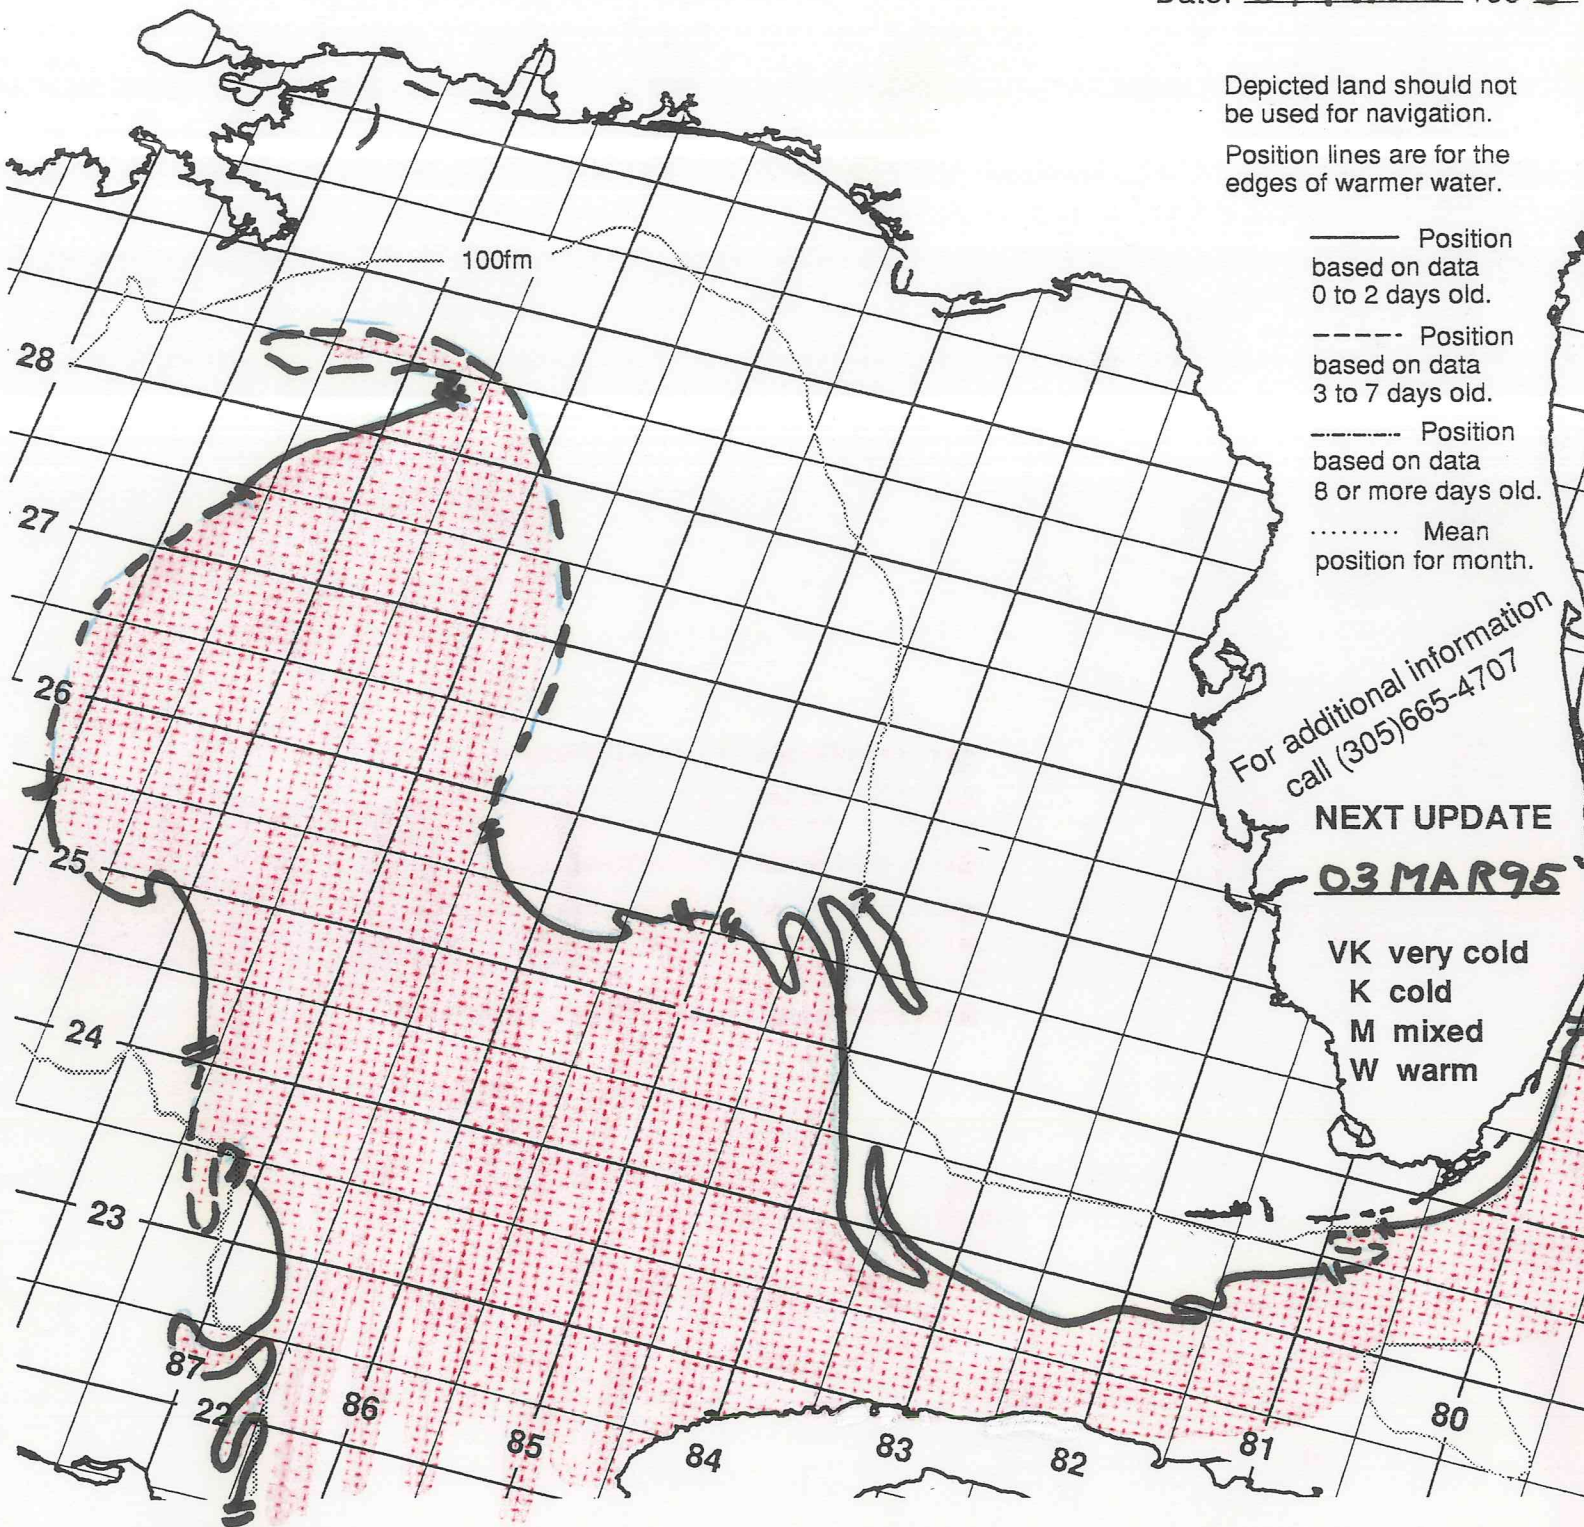 Depicted land should not
be used for navigation.
Position lines are for the
edges of warmer water.
Position
based on data
0 to 2 days old.
Position
based on data
3 to 7 days old.
Position
based on data
8 or more days old.
Mean
position for month.
For additional information
call (305)665-4707
NEXT UPDATE
03 MAR95
VK very cold
K cold
M mixed
W warm
100fm
28
27
26
25
24
23
87
22
86
85
84
83
82
81
80